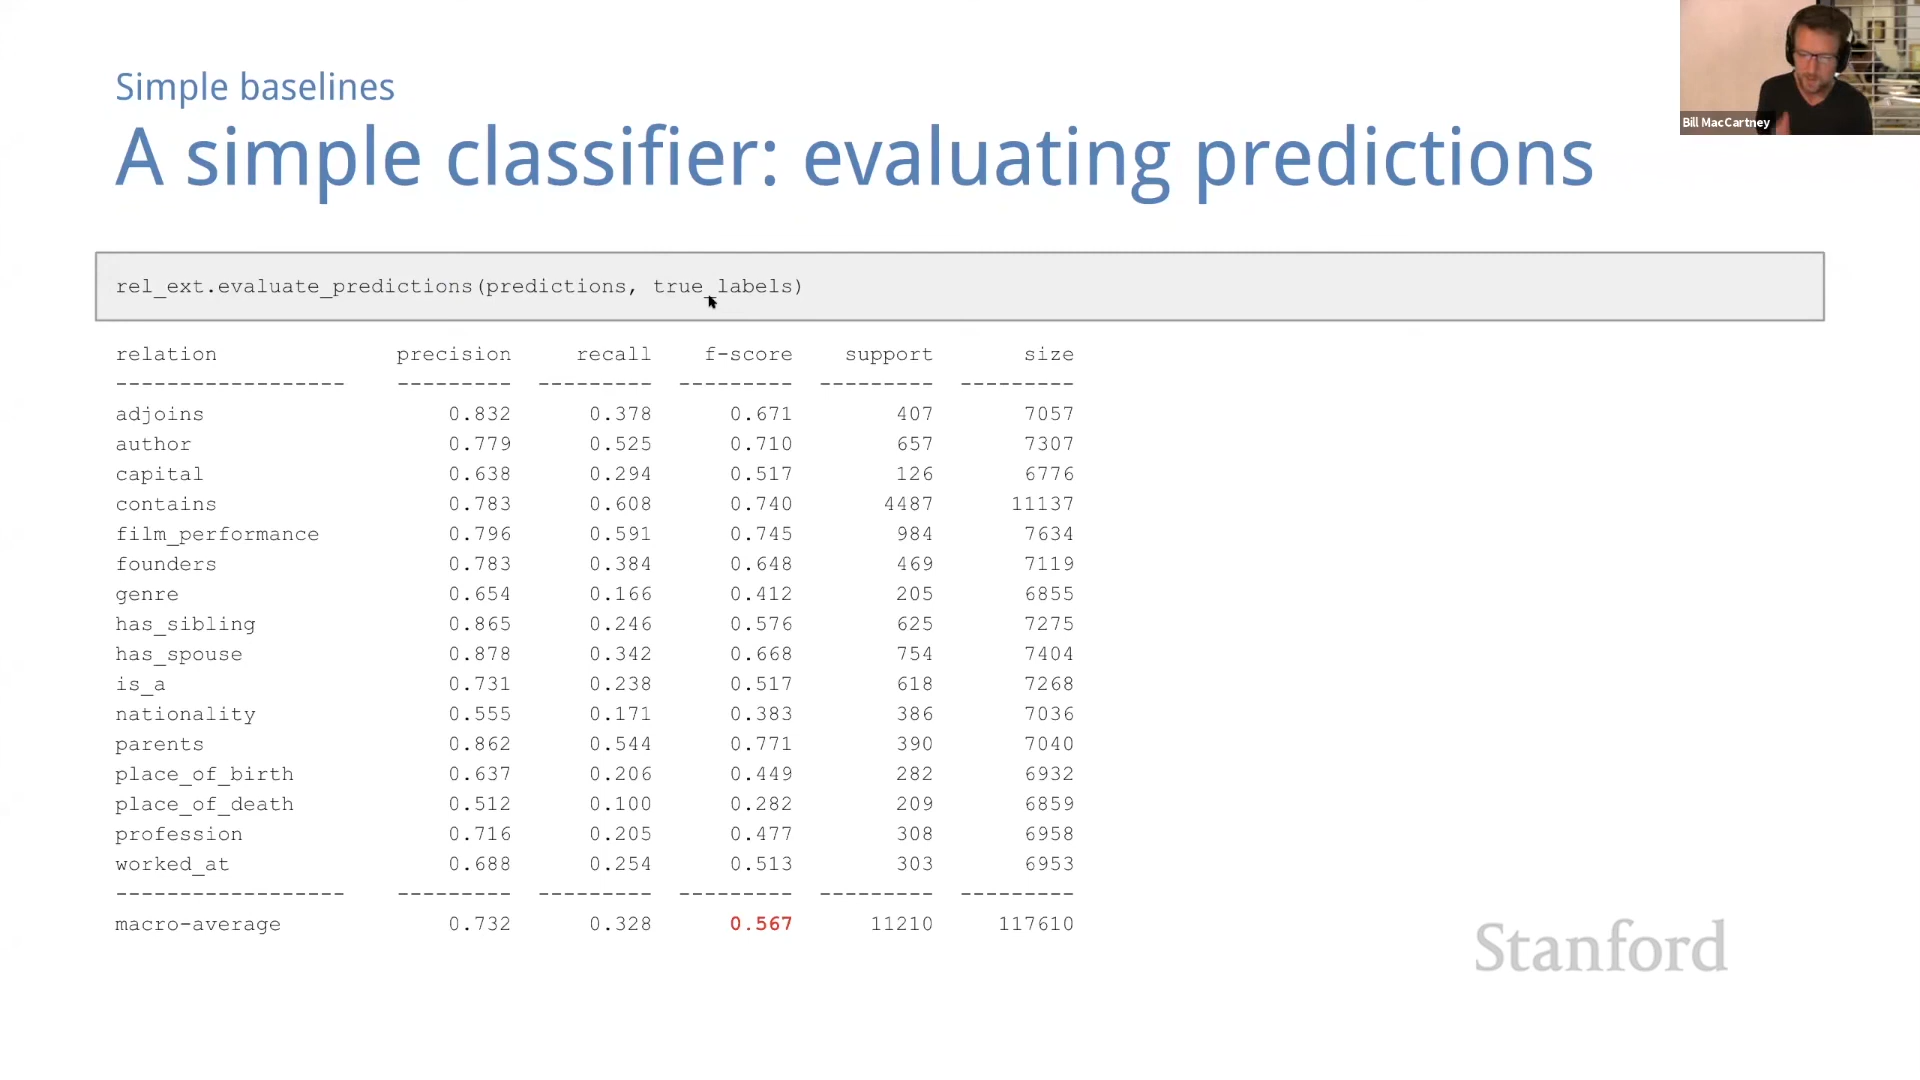 Simple baselines
A simple classifier: evaluating predictions
Bill MacCartney
rel_ext.evaluate_predictions(predictions, true_labels)
relation precision recall f-score support size
------------------ --------- --------- --------- --------- ---------
adjoins 0.832 0.378 0.671 407 7057
author 0.779 0.525 0.710 657 7307
capital 0.638 0.294 0.517 126 6776
contains 0.783 0.608 0.740 4487 11137
film_performance 0.796 0.591 0.745 984 7634
founders 0.783 0.384 0.648 469 7119
genre 0.654 0.166 0.412 205 6855
has_sibling 0.865 0.246 0.576 625 7275
has_spouse 0.878 0.342 0.668 754 7404
is_a 0.731 0.238 0.517 618 7268
nationality 0.555 0.171 0.383 386 7036
parents 0.862 0.544 0.771 390 7040
place_of_birth 0.637 0.206 0.449 282 6932
place_of_death 0.512 0.100 0.282 209 6859
profession 0.716 0.205 0.477 308 6958
worked_at 0.688 0.254 0.513 303 6953
------------------ --------- --------- --------- --------- ---------
macro-average 0.732 0.328 0.567 11210 117610
Stanford